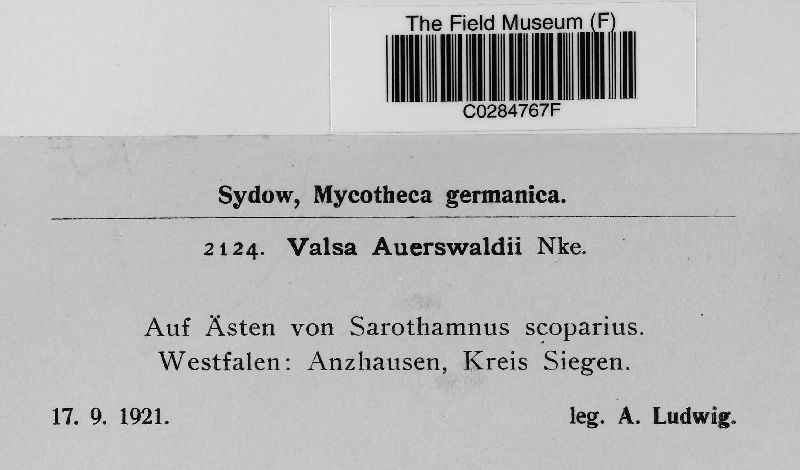 The Field Museum (F)
C0284767F
Sydow, Mycotheca germanica.
2124. Valsa Auerswaldii Nke.
Auf Ästen von Sarothamnus scoparius.
Westfalen: Anzhausen, Kreis Siegen.
17. 9. 1921. leg. A. Ludwig.